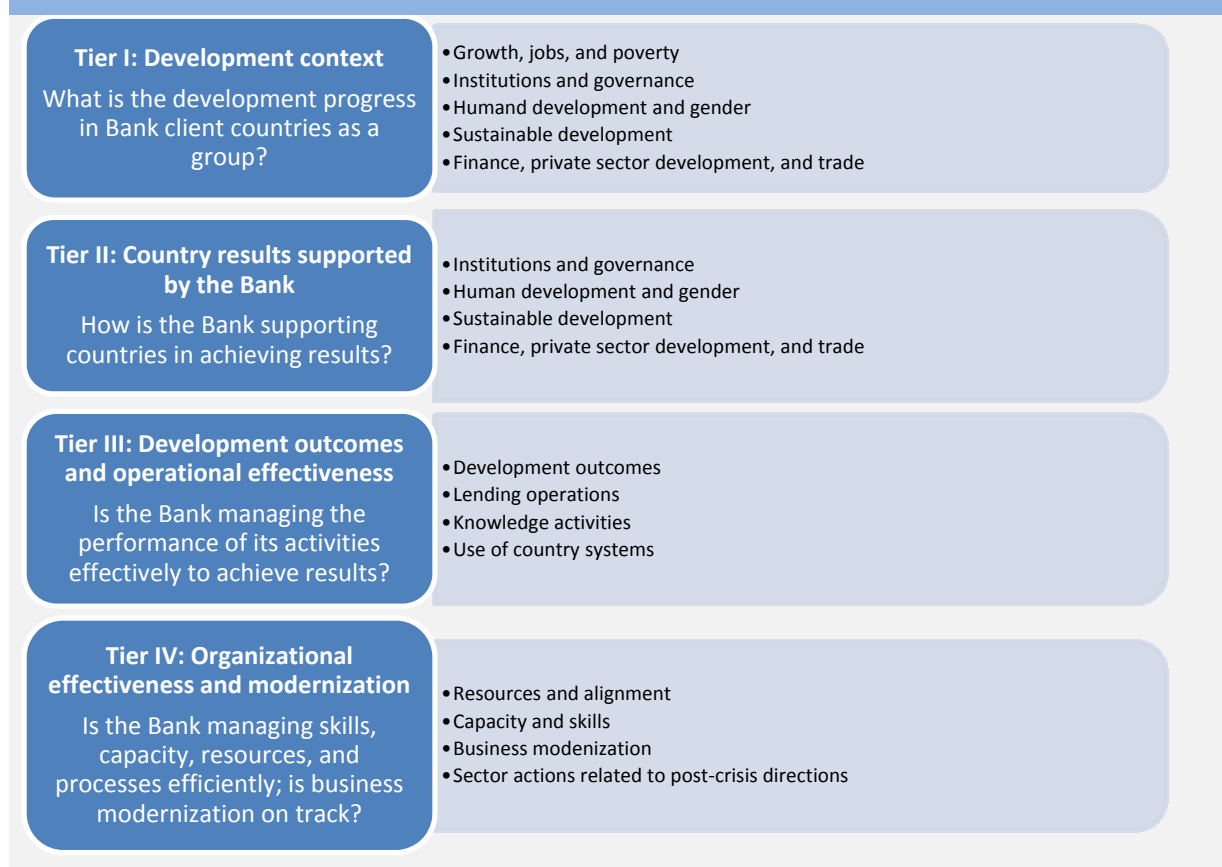 Tier I: Development context
What is the development progress
in Bank client countries as a
group?
•Growth, jobs, and poverty
•Institutions and governance
•Humand development and gender
•Sustainable development
•Finance, private sector development, and trade
Tier II: Country results supported
by the Bank
How is the Bank supporting
countries in achieving results?
•Institutions and governance
•Human development and gender
•Sustainable development
•Finance, private sector development, and trade
Tier III: Development outcomes
and operational effectiveness
Is the Bank managing the
performance of its activities
effectively to achieve results?
•Development outcomes
•Lending operations
•Knowledge activities
•Use of country systems
Tier IV: Organizational
effectiveness and modernization
Is the Bank managing skills,
capacity, resources, and
processes efficiently; is business
modernization on track?
•Resources and alignment
•Capacity and skills
•Business modenization
•Sector actions related to post-crisis directions